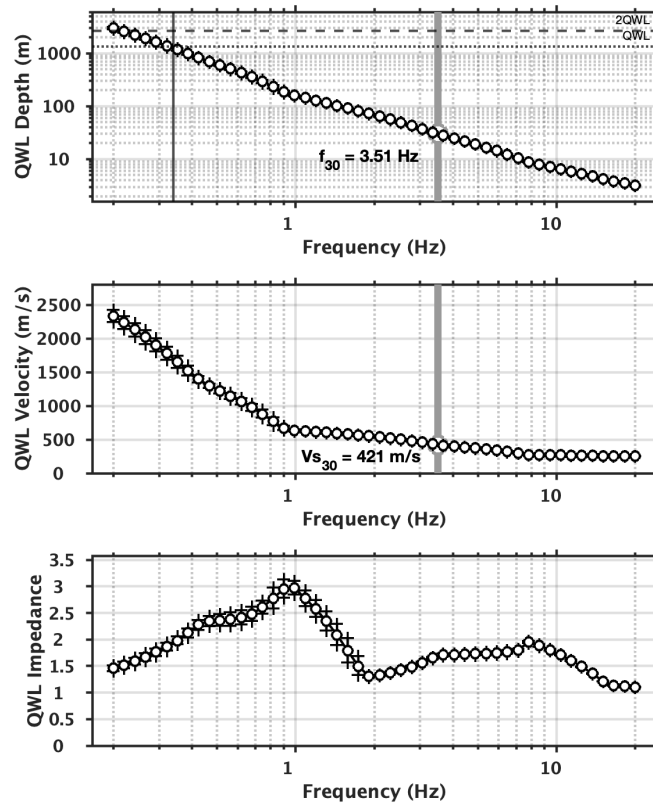 QWL Depth (m)
1000
100
10
2QWL
QWL
f30 = 3.51 Hz
1
10
Frequency (Hz)
QWL Velocity (m/s)
2500
2000
1500
1000
500
0
Vs30 = 421 m/s
1
10
Frequency (Hz)
QWL Impedance
3.5
3
2.5
2
1.5
1
0.5
0
1
10
Frequency (Hz)